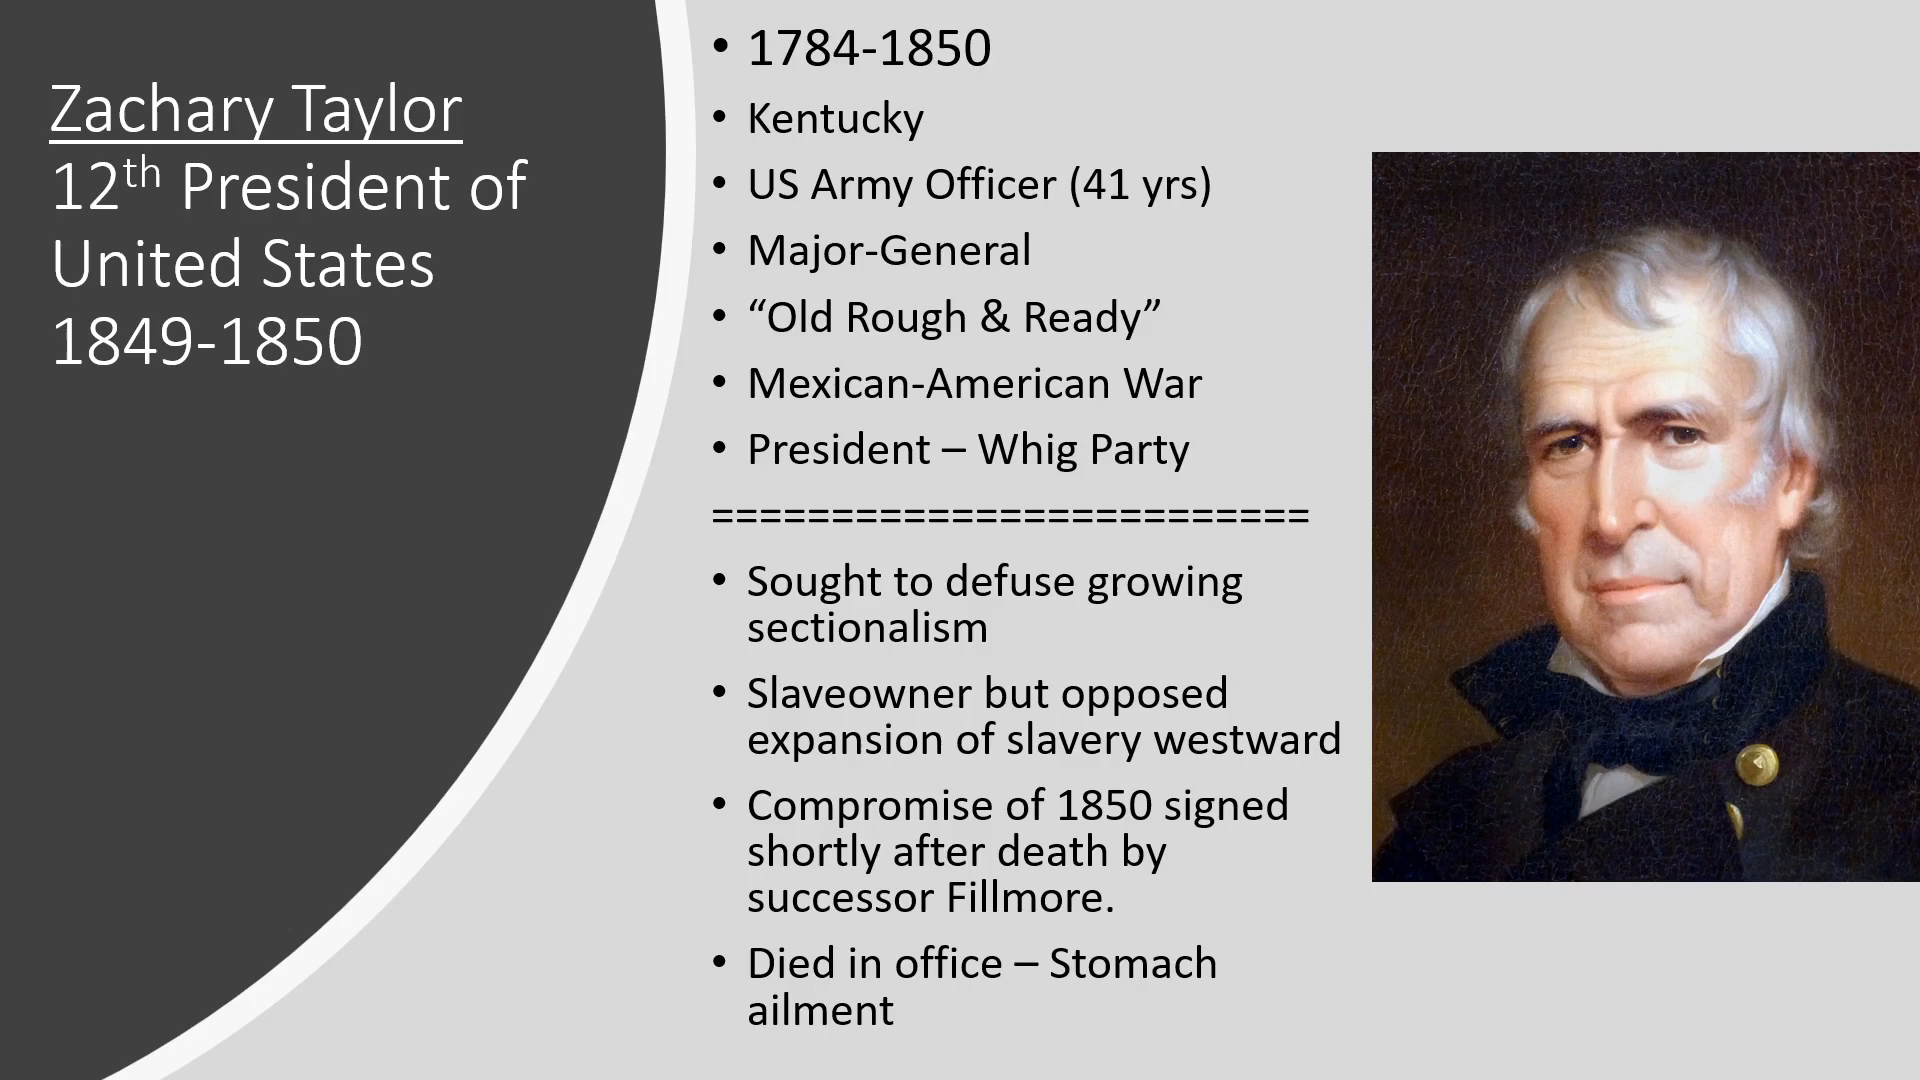 Zachary Taylor
12th President of
United States
1849-1850
• 1784-1850
• Kentucky
• US Army Officer (41 yrs)
• Major-General
• “Old Rough & Ready”
• Mexican-American War
• President – Whig Party
=========================
• Sought to defuse growing
sectionalism
• Slaveowner but opposed
expansion of slavery westward
• Compromise of 1850 signed
shortly after death by
successor Fillmore.
• Died in office – Stomach
ailment